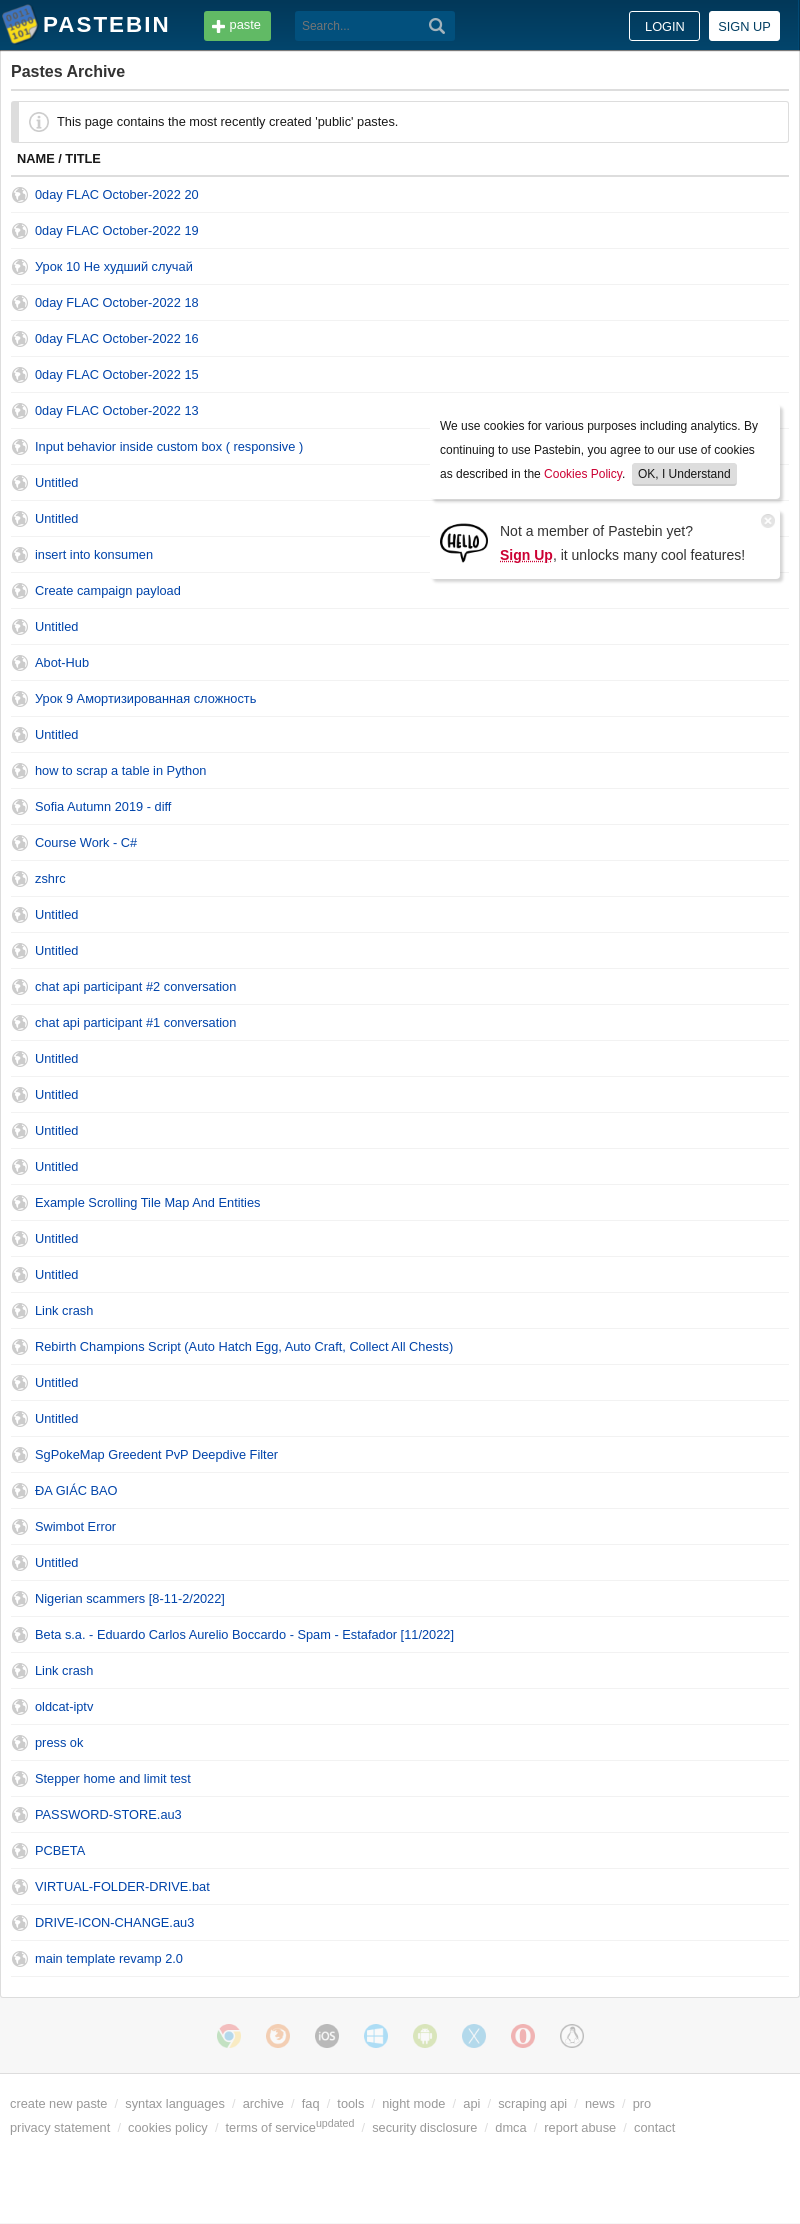 PASTEBIN
paste
Search...
LOGIN
SIGN UP
Pastes Archive
This page contains the most recently created 'public' pastes.
NAME / TITLE
0day FLAC October-2022 20
0day FLAC October-2022 19
Урок 10 Не худший случай
0day FLAC October-2022 18
0day FLAC October-2022 16
0day FLAC October-2022 15
0day FLAC October-2022 13
Input behavior inside custom box ( responsive )
Untitled
Untitled
insert into konsumen
Create campaign payload
We use cookies for various purposes including analytics. By
continuing to use Pastebin, you agree to our use of cookies
as described in the Cookies Policy. OK, I Understand
HELLO
Not a member of Pastebin yet?
Sign Up, it unlocks many cool features!
Untitled
Abot-Hub
Урок 9 Амортизированная сложность
Untitled
how to scrap a table in Python
Sofia Autumn 2019 - diff
Course Work - C#
zshrc
Untitled
Untitled
chat api participant #2 conversation
chat api participant #1 conversation
Untitled
Untitled
Untitled
Untitled
Example Scrolling Tile Map And Entities
Untitled
Untitled
Link crash
Rebirth Champions Script (Auto Hatch Egg, Auto Craft, Collect All Chests)
Untitled
Untitled
SgPokeMap Greedent PvP Deepdive Filter
ĐA GIÁC BAO
Swimbot Error
Untitled
Nigerian scammers [8-11-2/2022]
Beta s.a. - Eduardo Carlos Aurelio Boccardo - Spam - Estafador [11/2022]
Link crash
oldcat-iptv
press ok
Stepper home and limit test
PASSWORD-STORE.au3
PCBETA
VIRTUAL-FOLDER-DRIVE.bat
DRIVE-ICON-CHANGE.au3
main template revamp 2.0
iOS
create new paste / syntax languages / archive / faq / tools / night mode / api / scraping api / news / pro
privacy statement / cookies policy / terms of service updated / security disclosure / dmca / report abuse / contact